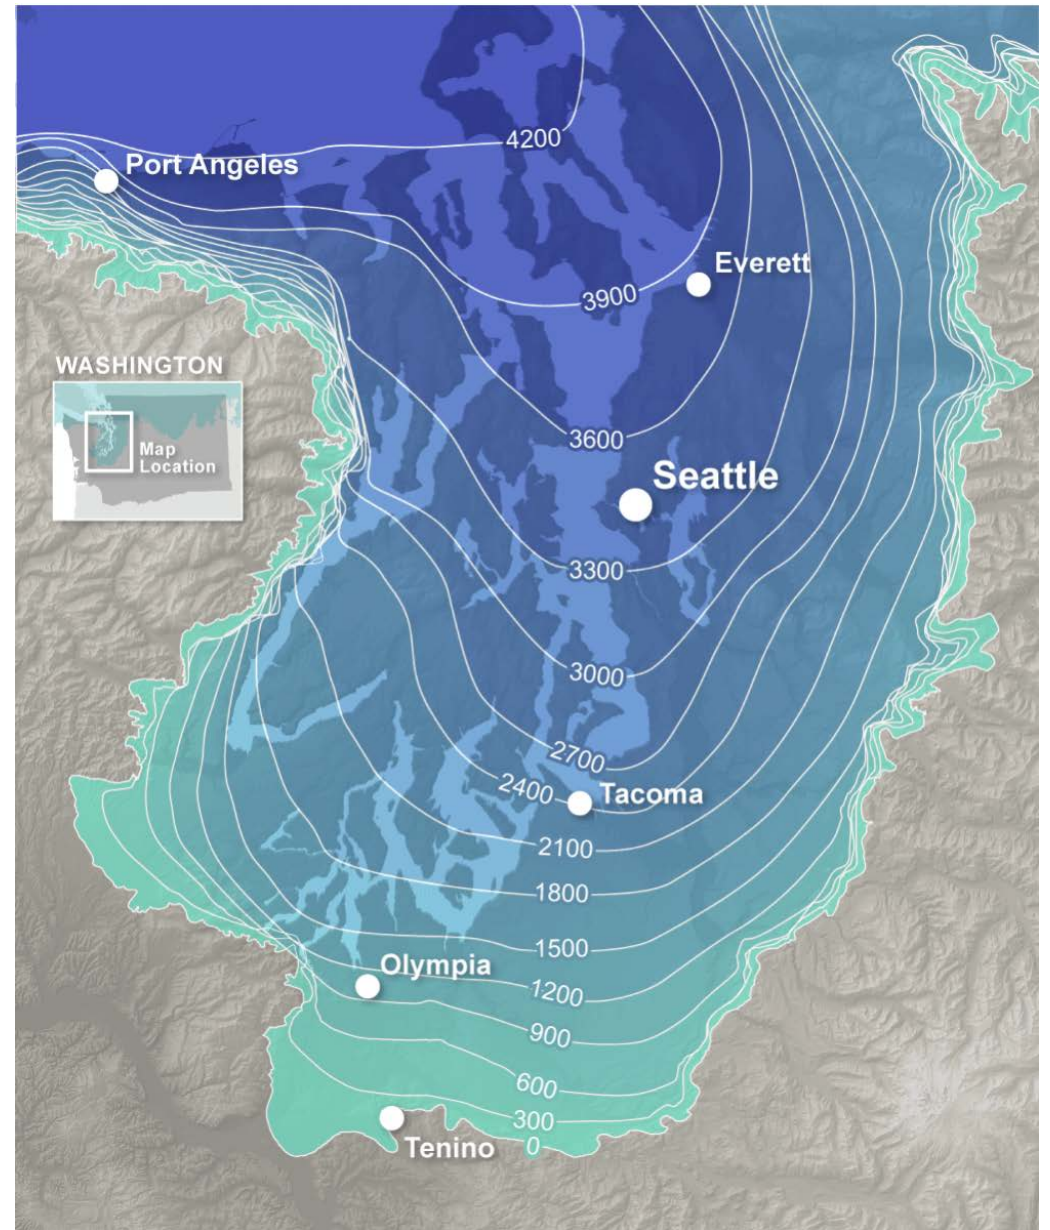 4200
Port Angeles
Everett
3900
WASHINGTON
Map
Location
3600
Seattle
3300
3000
2700
2400
Tacoma
2100
1800
1500
Olympia
1200
900
600
300
Tenino
0